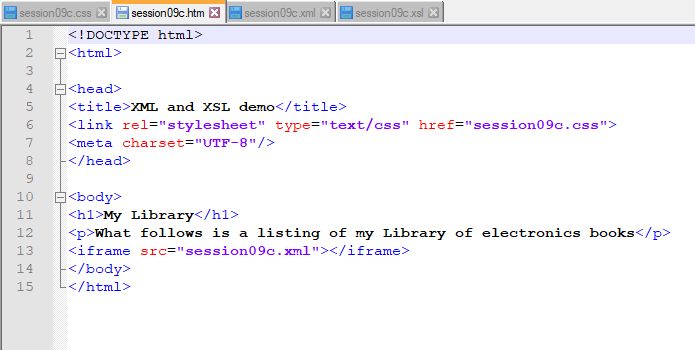 session09c.css session09c.htm session09c.xml session09c.xsl
1 <!DOCTYPE html>
2 <html>
3
4 <head>
5 <title>XML and XSL demo</title>
6 <link rel="stylesheet" type="text/css" href="session09c.css">
7 <meta charset="UTF-8"/>
8 </head>
9
10 <body>
11 <h1>My Library</h1>
12 <p>What follows is a listing of my Library of electronics books</p>
13 <iframe src="session09c.xml"></iframe>
14 </body>
15 </html>